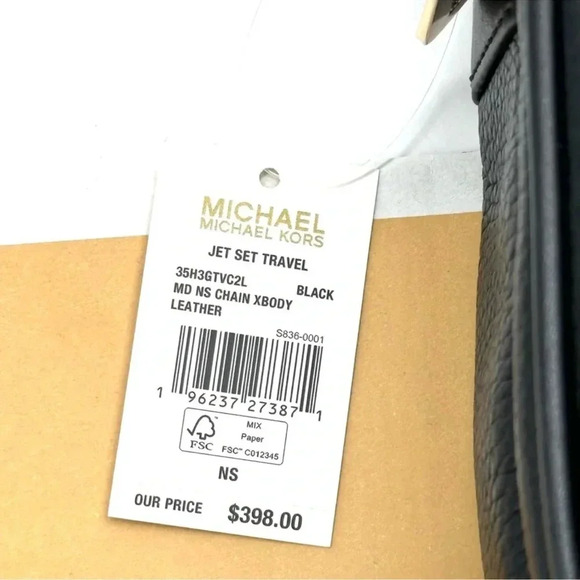 MICHAEL
MICHAEL KORS
JET SET TRAVEL
35H3GTVC2L BLACK
MD NS CHAIN XBODY
LEATHER
S836-0001
1 96237 27387 1
FSC
MIX
Paper
FSC™ C012345
NS
OUR PRICE $398.00